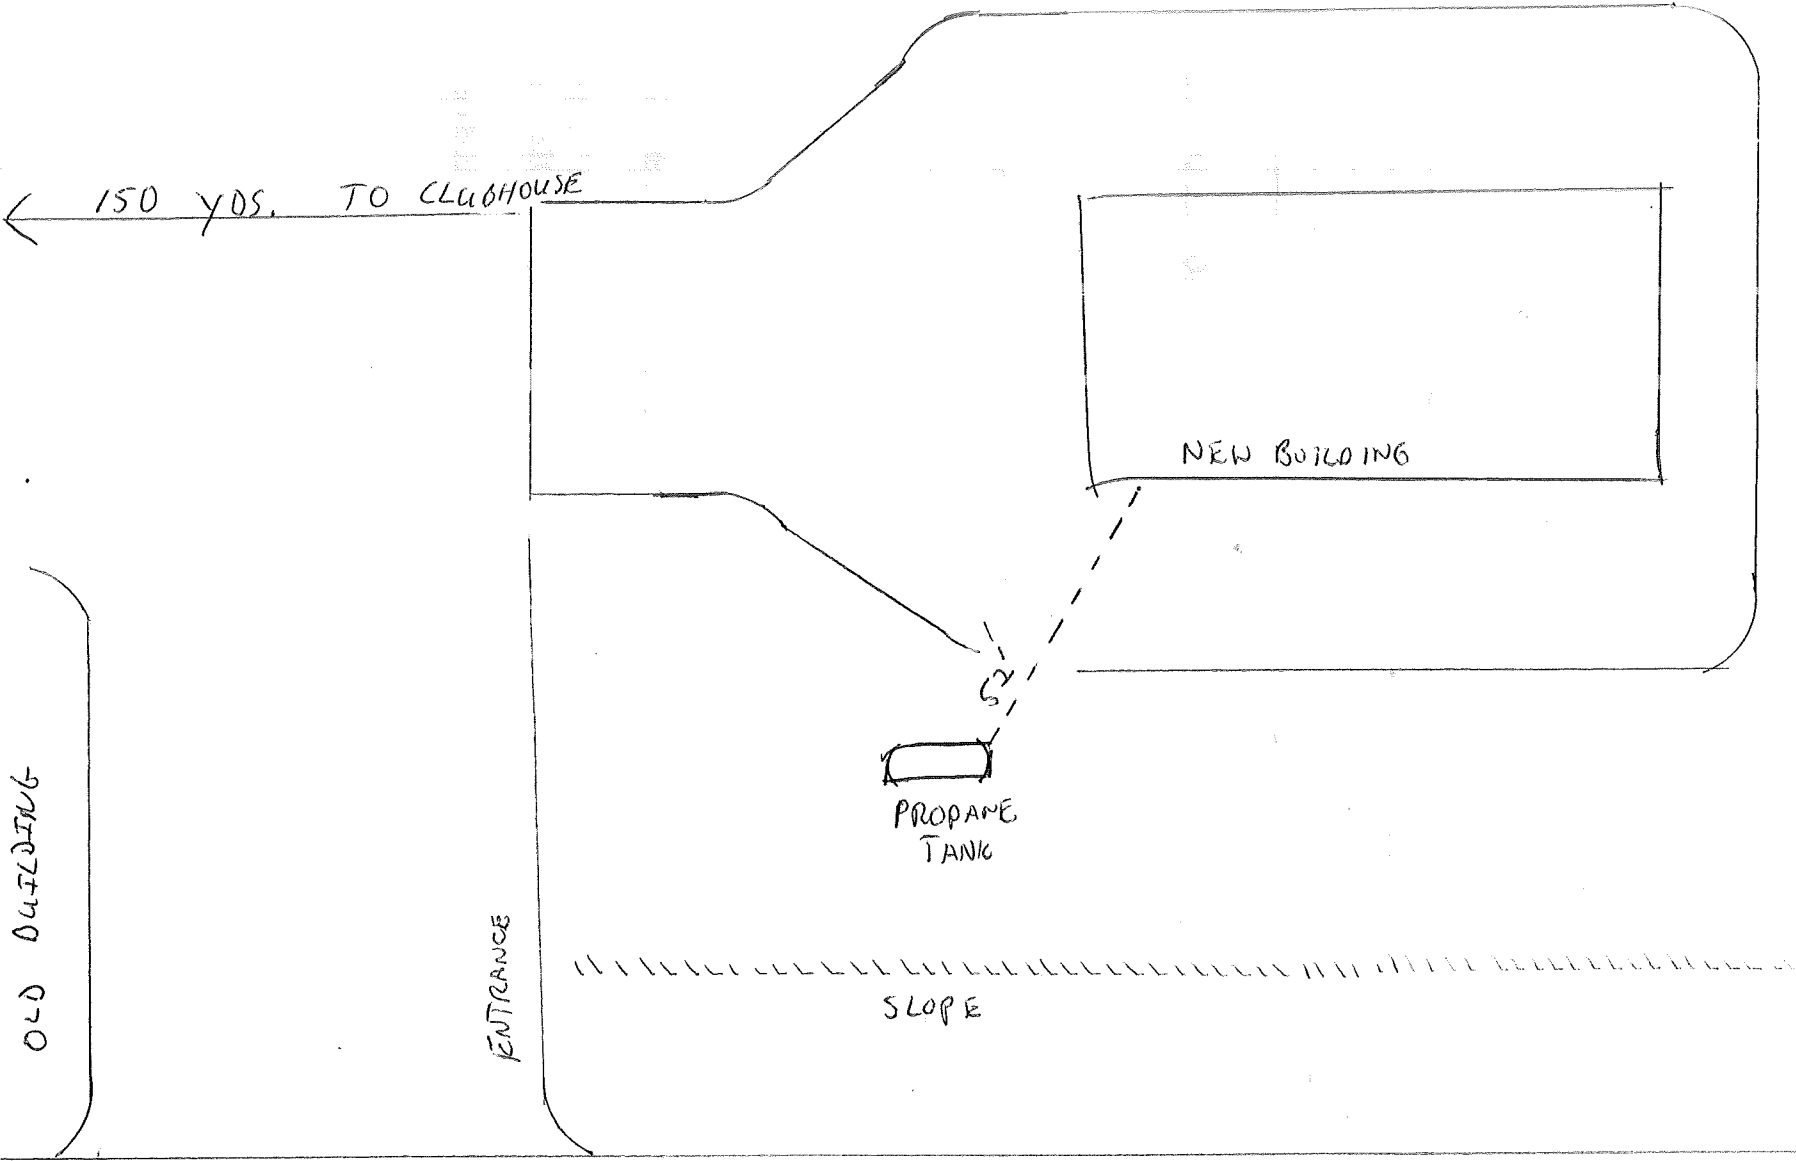 150 YDS. TO CLUBHOUSE
NEW BUILDING
52
PROPANE
TANK
OLD BUILDING
ENTRANCE
SLOPE